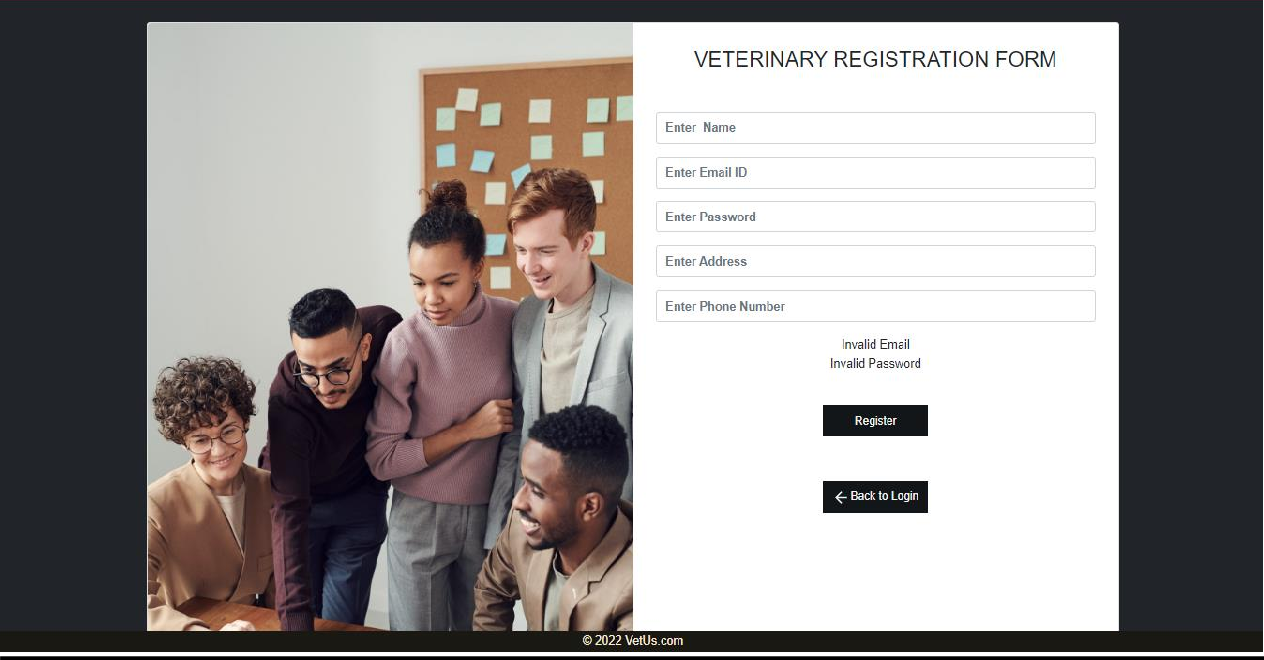 VETERINARY REGISTRATION FORM
Enter  Name
Enter Email ID
Enter Password
Enter Address
Enter Phone Number
Invalid Email
Invalid Password
Register
← Back to Login
© 2022 VetUs.com